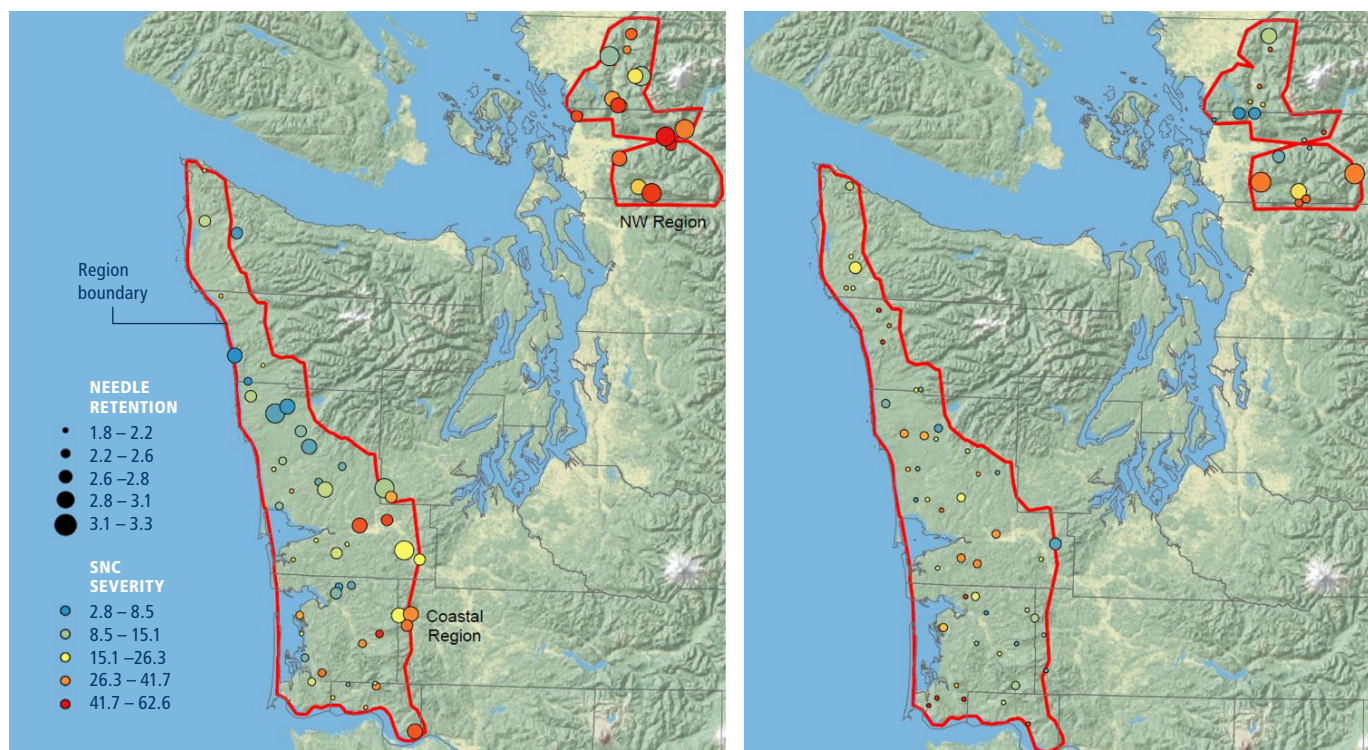 NW Region
Region
boundary
NEEDLE
RETENTION
1.8 – 2.2
2.2 – 2.6
2.6 –2.8
2.8 – 3.1
3.1 – 3.3
SNC
SEVERITY
2.8 – 8.5
8.5 – 15.1
15.1 –26.3
26.3 – 41.7
41.7 – 62.6
Coastal
Region